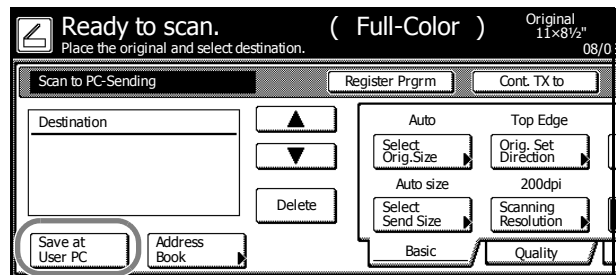 Ready to scan. ( Full-Color ) Original
11×8½"
Place the original and select destination. 08/0
Scan to PC-Sending Register Prgrm Cont. TX to
Destination
Auto Top Edge
Select Orig.Size
Orig. Set Direction
Auto size 200dpi
Delete
Select Send Size
Scanning Resolution
Save at User PC
Address Book
Basic Quality